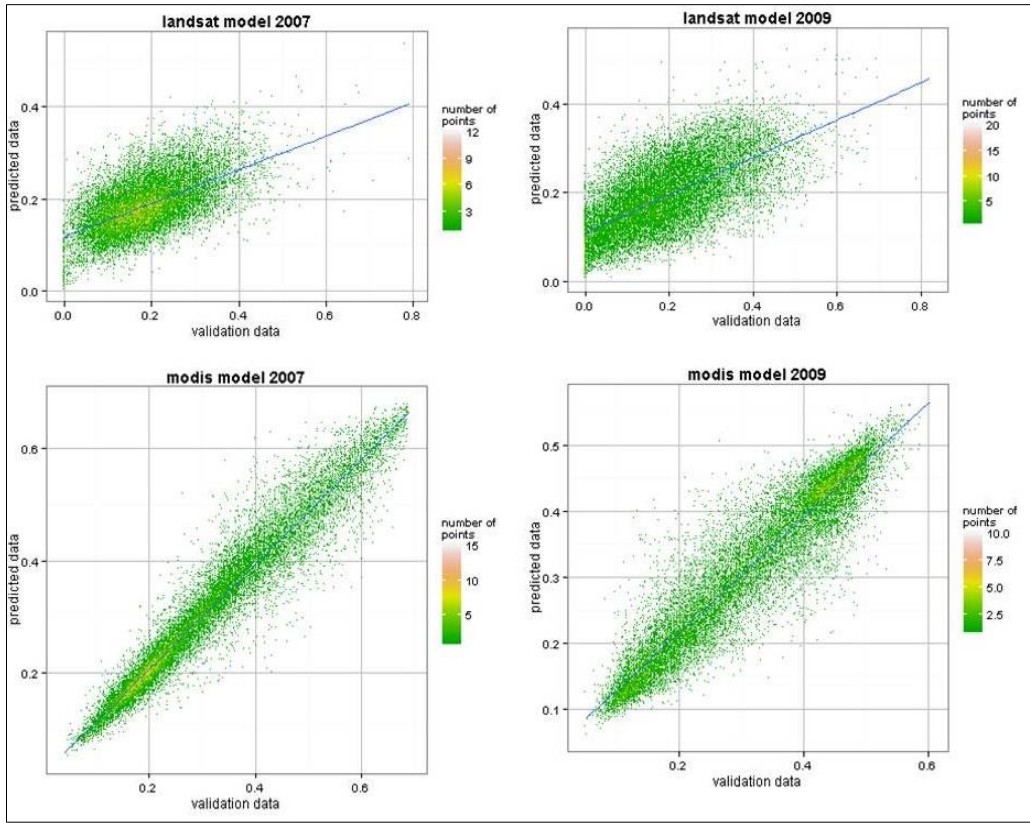 landsat model 2007
predicted data
0.4
0.2
0.0
0.0 0.2 0.4 0.6 0.8
validation data
number of
points
12
9
6
3
landsat model 2009
predicted data
0.4
0.3
0.2
0.1
0.0
0.0 0.2 0.4 0.6 0.8
validation data
number of
points
20
15
10
5
modis model 2007
predicted data
0.6
0.4
0.2
0.2 0.4 0.6
validation data
number of
points
15
10
5
modis model 2009
predicted data
0.5
0.4
0.3
0.2
0.1
0.2 0.4 0.6
validation data
number of
points
10.0
7.5
5.0
2.5